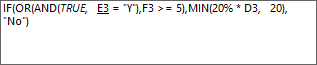 IF(OR(AND(TRUE, E3 = "Y"),F3 >= 5),MIN(20% * D3, 20),
"No")